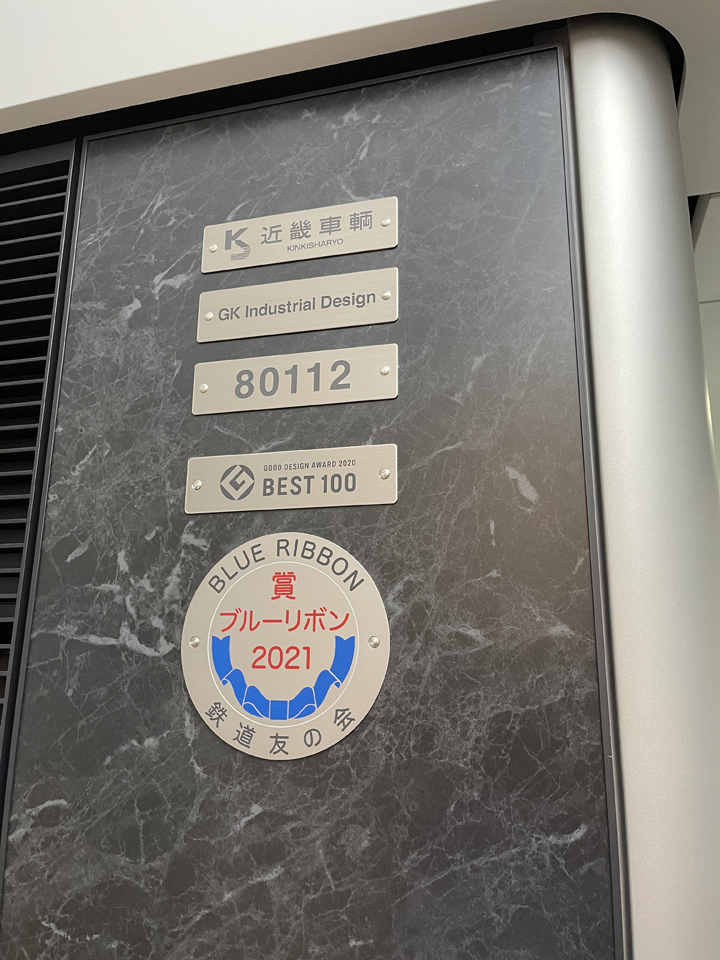 近畿車輌
KINKISHARYO
GK Industrial Design
80112
GOOD DESIGN AWARD 2020
BEST 100
BLUE RIBBON
賞
ブルーリボン
2021
鉄道友の会